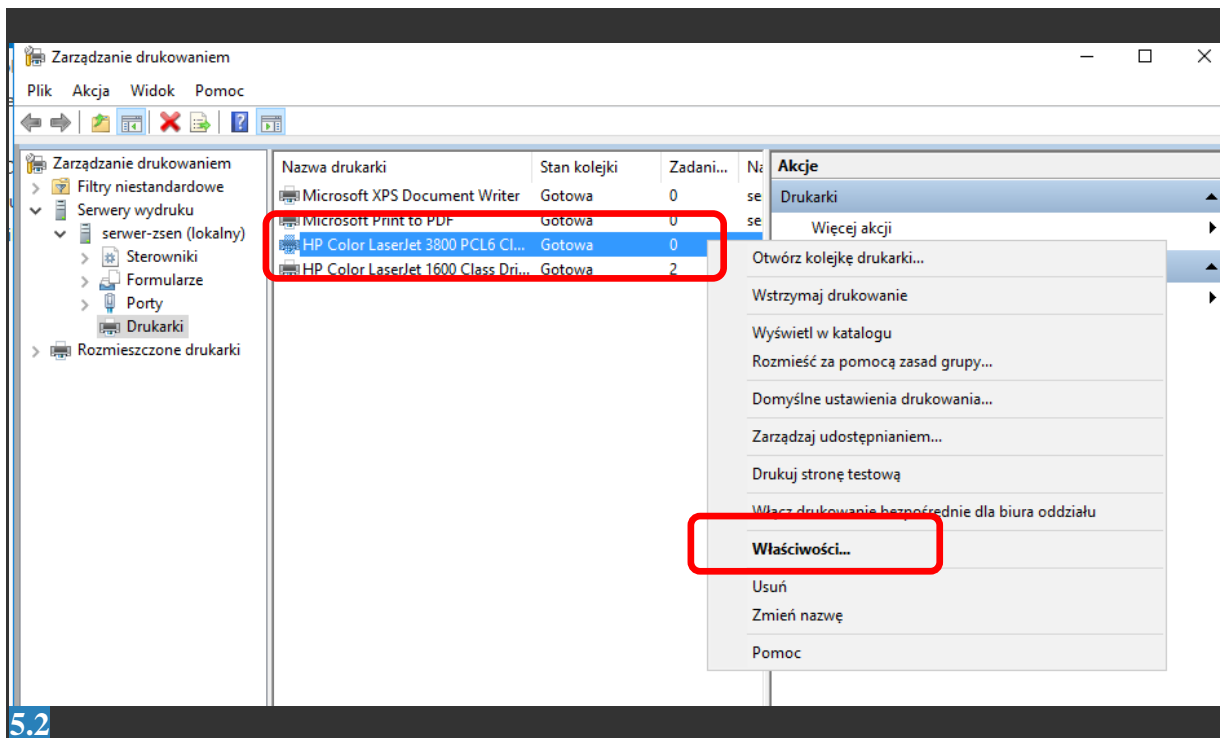 Zarządzanie drukowaniem
Plik Akcja Widok Pomoc
Zarządzanie drukowaniem
Filtry niestandardowe
Serwery wydruku
serwer-zsen (lokalny)
Sterowniki
Formularze
Porty
Drukarki
Rozmieszczone drukarki
Nazwa drukarki Stan kolejki Zadani... Na
Microsoft XPS Document Writer Gotowa 0 se
Microsoft Print to PDF Gotowa 0 se
HP Color LaserJet 3800 PCL6 Cl... Gotowa 0
HP Color LaserJet 1600 Class Dri... Gotowa 2
Akcje
Drukarki
Więcej akcji
Otwórz kolejkę drukarki...
Wstrzymaj drukowanie
Wyświetl w katalogu
Rozmieść za pomocą zasad grupy...
Domyślne ustawienia drukowania...
Zarządzaj udostępnianiem...
Drukuj stronę testową
Włącz drukowanie bezpośrednie dla biura oddziału
Właściwości...
Usuń
Zmień nazwę
Pomoc
5.2